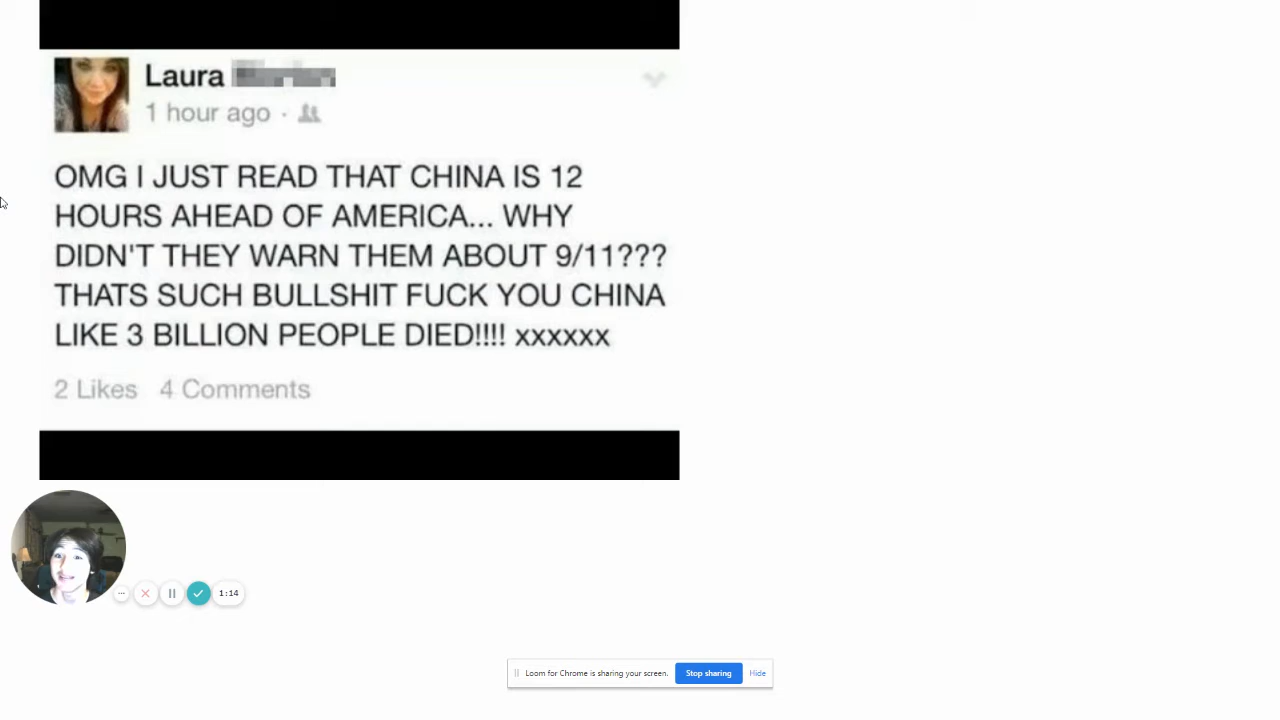 Laura
1 hour ago ·
OMG I JUST READ THAT CHINA IS 12
HOURS AHEAD OF AMERICA... WHY
DIDN'T THEY WARN THEM ABOUT 9/11???
THATS SUCH BULLSHIT FUCK YOU CHINA
LIKE 3 BILLION PEOPLE DIED!!!! xxxxxx
2 Likes 4 Comments
1:14
Loom for Chrome is sharing your screen. Stop sharing Hide